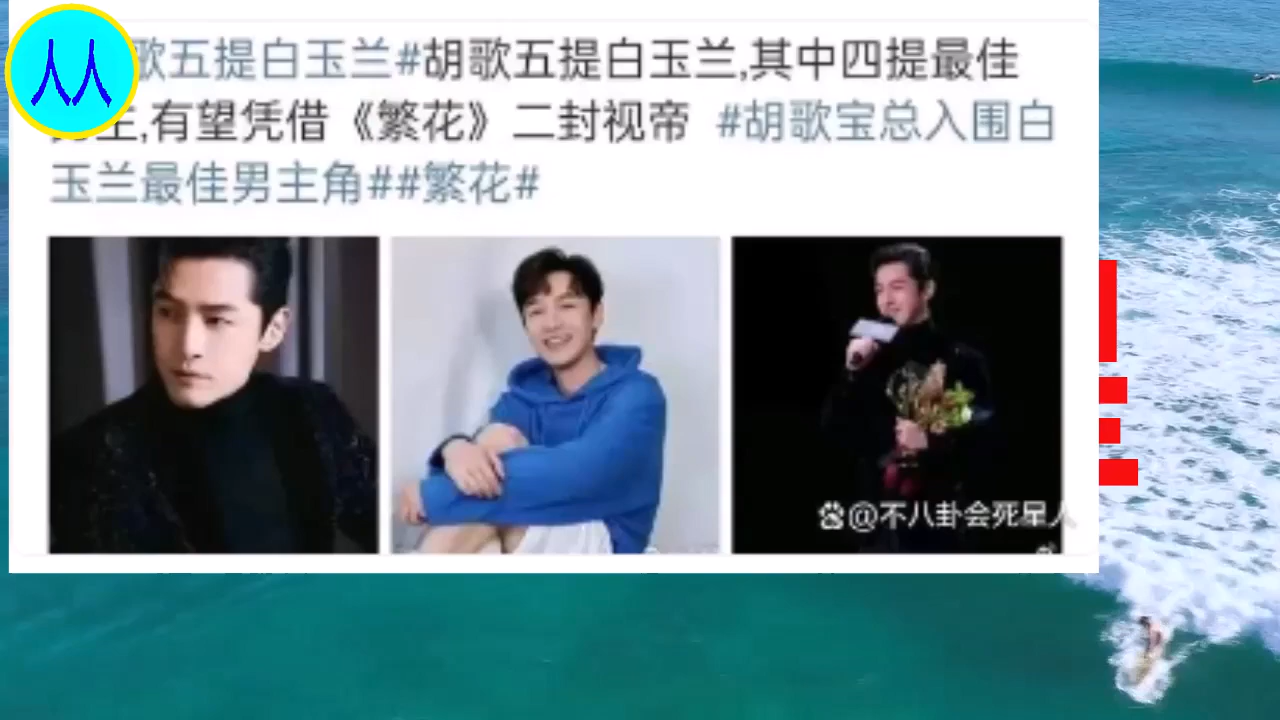 歌五提白玉兰#胡歌五提白玉兰,其中四提最佳
主,有望凭借《繁花》二封视帝 #胡歌宝总入围白
玉兰最佳男主角##繁花#
@不八卦会死星人